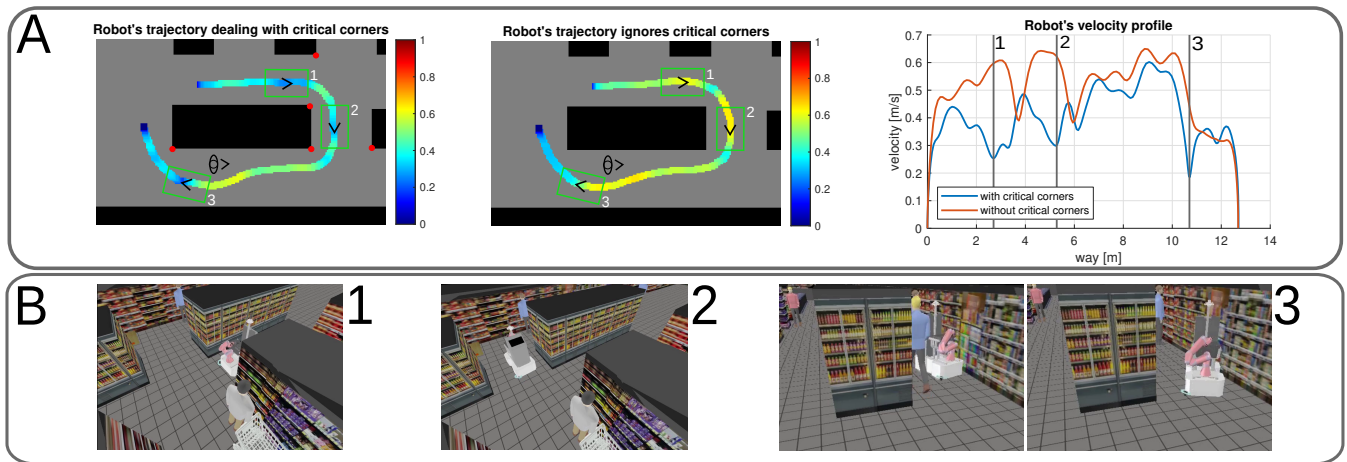 A
Robot's trajectory dealing with critical corners
1
2
3
θ>
1
0.8
0.6
0.4
0.2
0
Robot's trajectory ignores critical corners
1
2
3
θ>
1
0.8
0.6
0.4
0.2
0
Robot's velocity profile
1
2
3
0.7
0.6
0.5
0.4
0.3
0.2
0.1
0
velocity [m/s]
with critical corners
without critical corners
0 2 4 6 8 10 12 14
way [m]
B
1
2
3